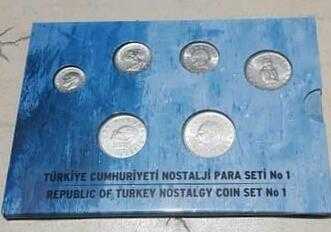 TÜRKİYE CUMHURİYETİ NOSTALJİ PARA SETİ No 1
REPUBLIC OF TURKEY NOSTALGY COIN SET No 1